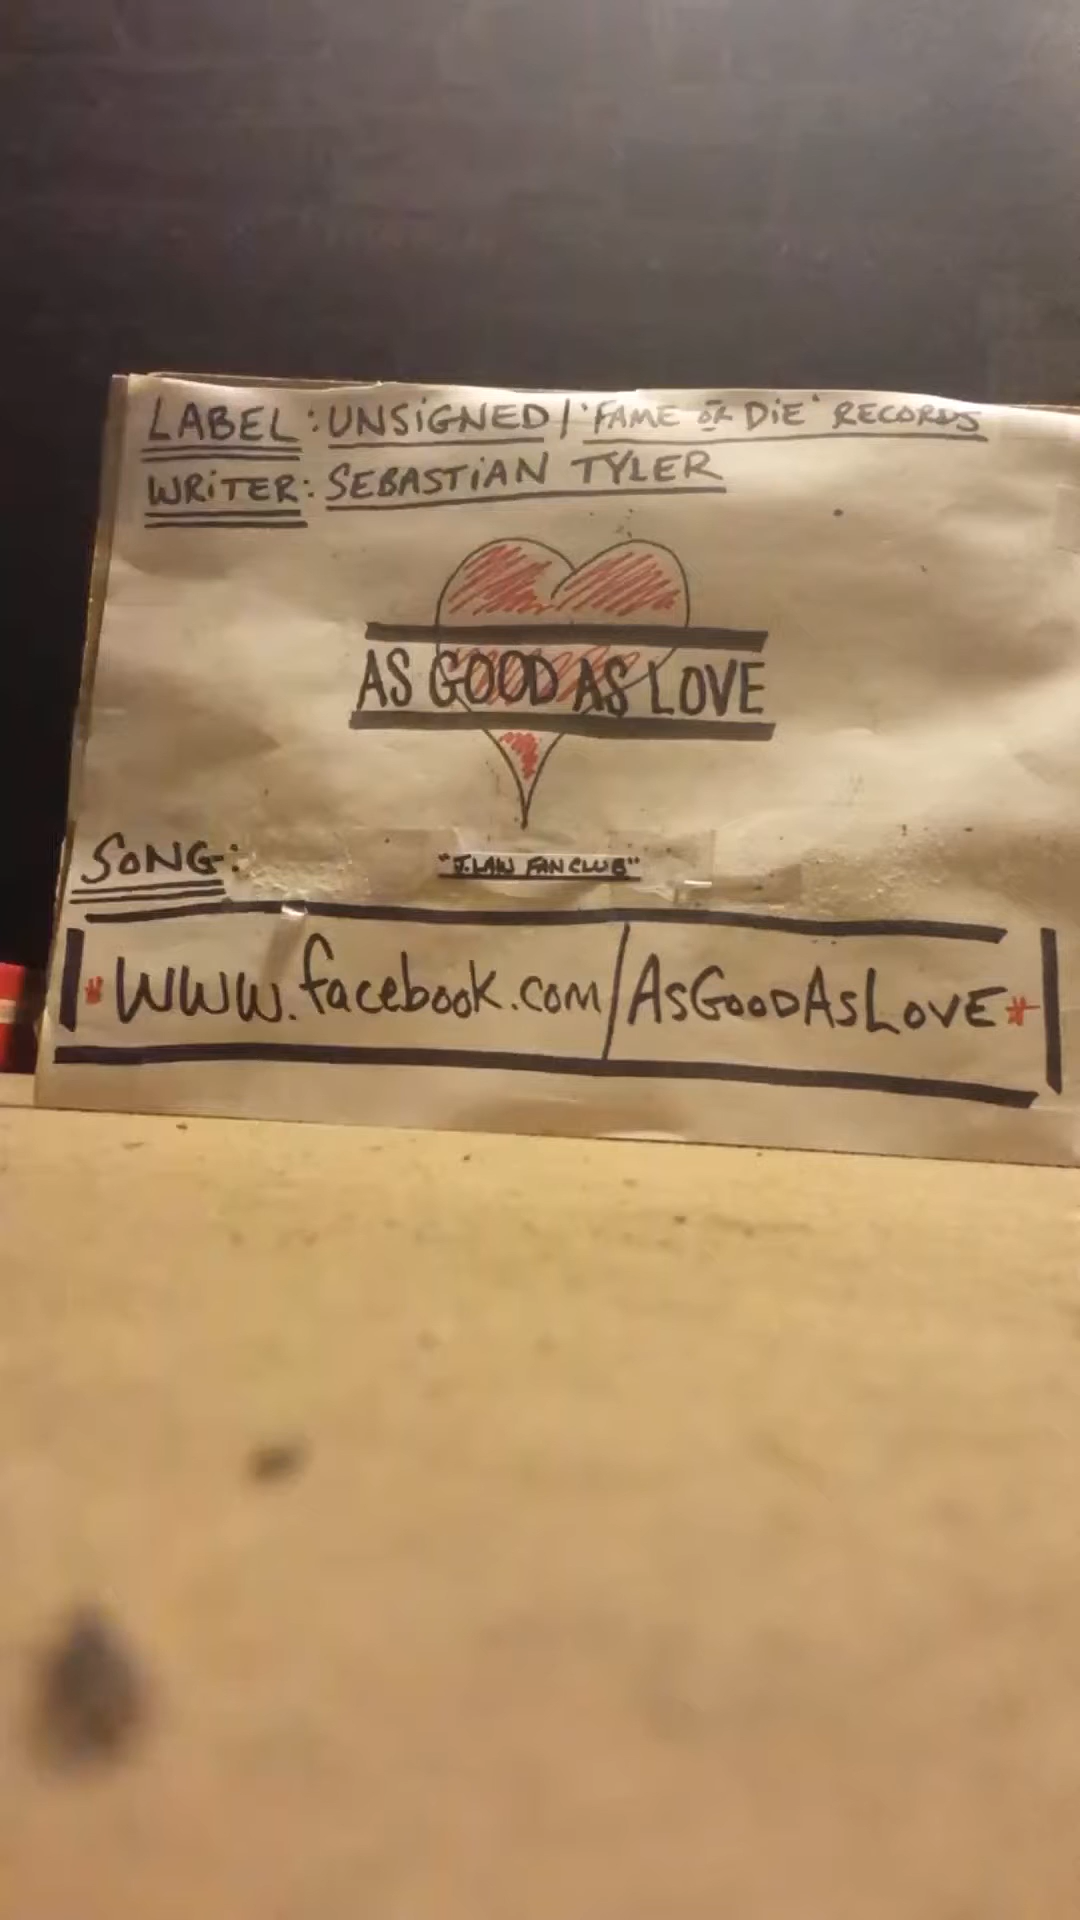 LABEL: UNSiGNED / 'FAME OR DiE' RECORDS
WRiTER: SEBASTiAN TYLER
AS GOOD AS LOVE
SONG: "J.LAW FAN CLUB"
*WWW.facebook.com/AsGoodAsLove*